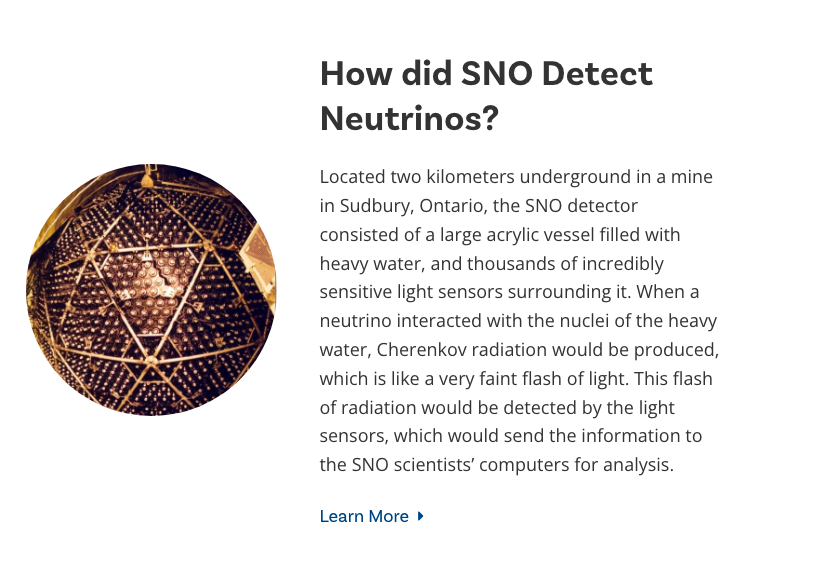 How did SNO Detect
Neutrinos?
Located two kilometers underground in a mine
in Sudbury, Ontario, the SNO detector
consisted of a large acrylic vessel filled with
heavy water, and thousands of incredibly
sensitive light sensors surrounding it. When a
neutrino interacted with the nuclei of the heavy
water, Cherenkov radiation would be produced,
which is like a very faint flash of light. This flash
of radiation would be detected by the light
sensors, which would send the information to
the SNO scientists’ computers for analysis.
Learn More